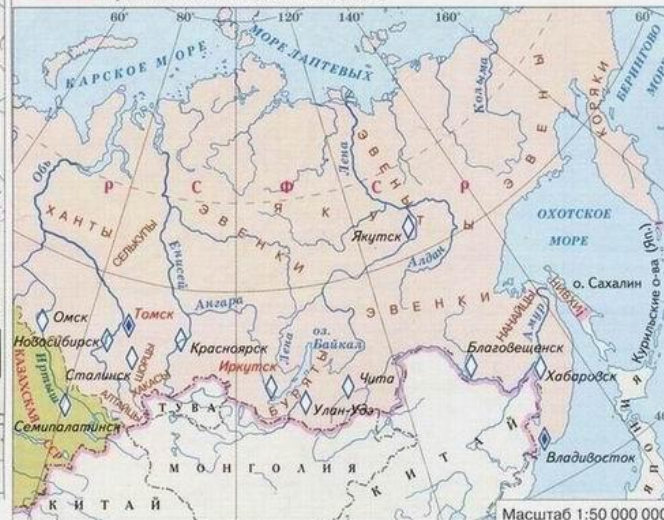 60° 80° 120° 140° 160° 60°
КАРСКОЕ МОРЕ
МОРЕ ЛАПТЕВЫХ
БЕРИНГОВО
Колыма
КОРЯКИ
Обь
Лена
ЭВЕНЫ
ЭВЕНЫ
Р С Ф С Р
ХАНТЫ
СЕЛЬКУПЫ
ЭВЕНКИ
ЯКУТЫ
Якутск
Алдан
ОХОТСКОЕ
МОРЕ
Енисей
Ангара
ЭВЕНКИ
НАНАЙЦЫ
НИВХИ
о. Сахалин
Амур
Курильские о-ва (Яп.)
Омск
Томск
Новосибирск
Красноярск
Лена
оз.
Байкал
Благовещенск
Иртыш
Сталинск
ШОРЦЫ
ХАКАСЫ
АЛТАЙЦЫ
Иркутск
Чита
Хабаровск
КАЗАХСКАЯ ССР
ТУВА
БУРЯТЫ
Улан-Удэ
Семипалатинск
Владивосток
МОНГОЛИЯ
КИТАЙ
КИТАЙ
Масштаб 1:50 000 000